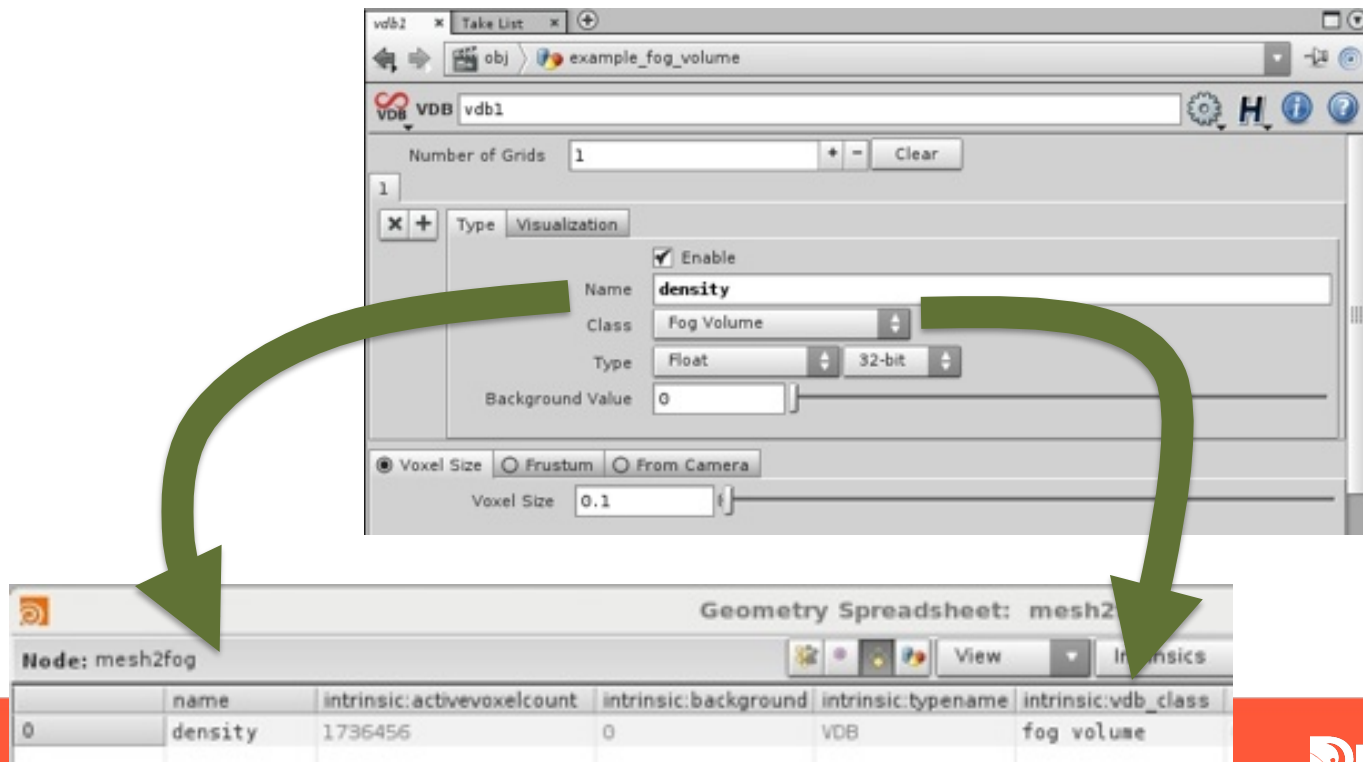 vdb1 Take List
obj example_fog_volume
VDB VDB vdb1
Number of Grids 1 Clear
1
Type Visualization
Enable
Name density
Class Fog Volume
Type Float 32-bit
Background Value 0
Voxel Size Frustum From Camera
Voxel Size 0.1
Geometry Spreadsheet:
Node: mesh2fog View
name intrinsic:activevoxelcount intrinsic:background intrinsic:typename intrinsic:vdb_class
0 density 1736456 0 VDB fog volume